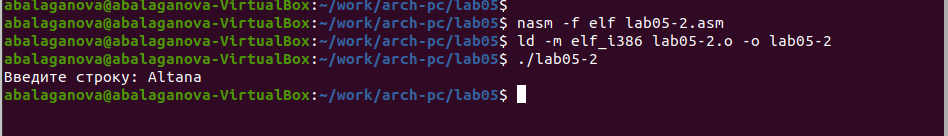 abalaganova@abalaganova-VirtualBox:~/work/arch-pc/lab05$
abalaganova@abalaganova-VirtualBox:~/work/arch-pc/lab05$ nasm -f elf lab05-2.asm
abalaganova@abalaganova-VirtualBox:~/work/arch-pc/lab05$ ld -m elf_i386 lab05-2.o -o lab05-2
abalaganova@abalaganova-VirtualBox:~/work/arch-pc/lab05$ ./lab05-2
Введите строку: Altana
abalaganova@abalaganova-VirtualBox:~/work/arch-pc/lab05$